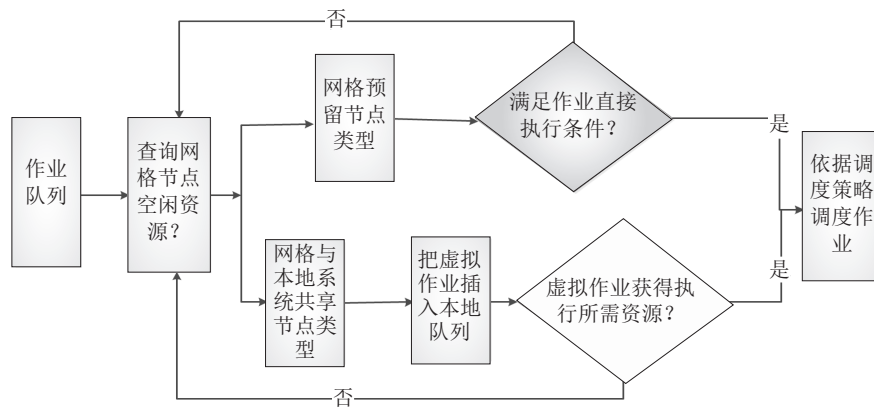 否
作业
队列
查询网
格节点
空闲资
源？
网格预
留节点
类型
满足作业直接
执行条件？
是
网格与
本地系
统共享
节点类
型
把虚拟
作业插
入本地
队列
虚拟作业获得执
行所需资源？
是
依据调
度策略
调度作
业
否